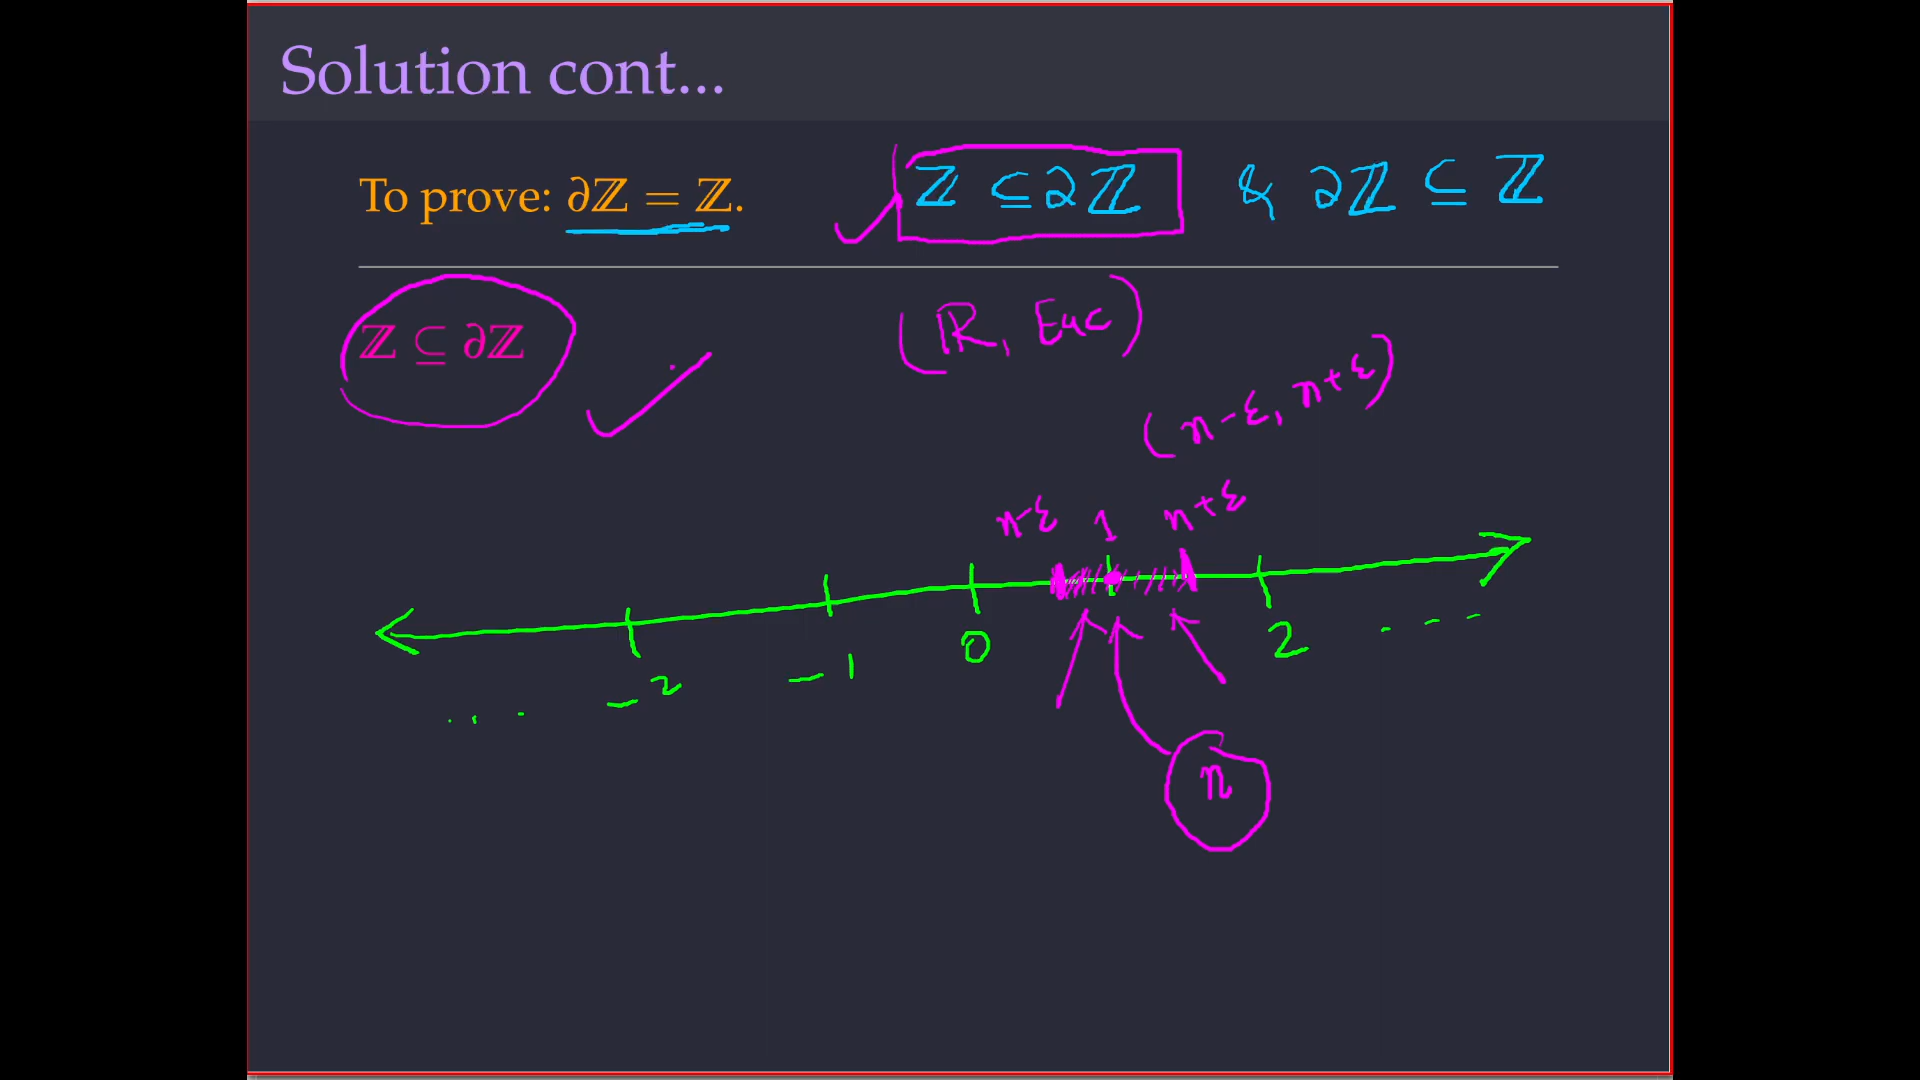 Solution cont...
To prove: ∂ℤ = ℤ. ℤ ⊆ ∂ℤ & ∂ℤ ⊆ ℤ
ℤ ⊆ ∂ℤ (ℝ, Euc)
(n-ε, n+ε)
n-ε 1 n+ε
.... -2 -1 0 2 ....
n